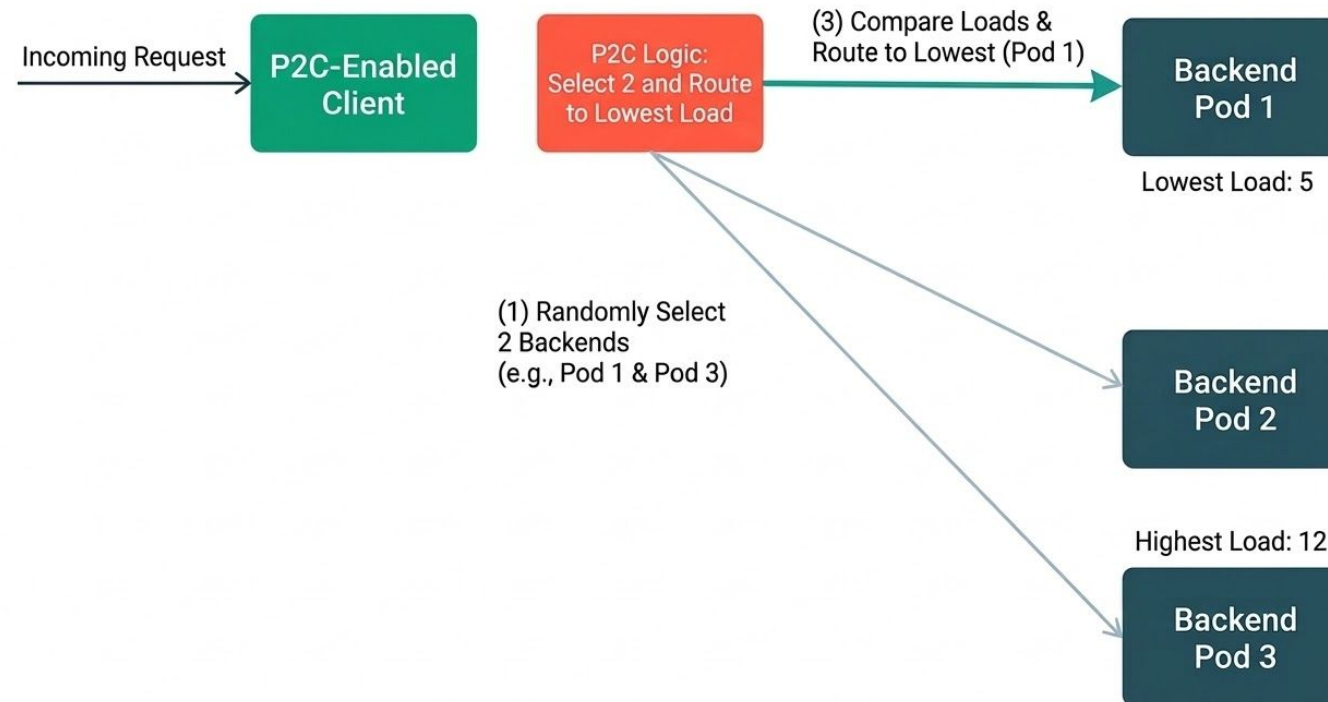 Incoming Request
P2C-Enabled
Client
P2C Logic:
Select 2 and Route
to Lowest Load
(3) Compare Loads &
Route to Lowest (Pod 1)
Backend
Pod 1
Lowest Load: 5
(1) Randomly Select
2 Backends
(e.g., Pod 1 & Pod 3)
Backend
Pod 2
Highest Load: 12
Backend
Pod 3